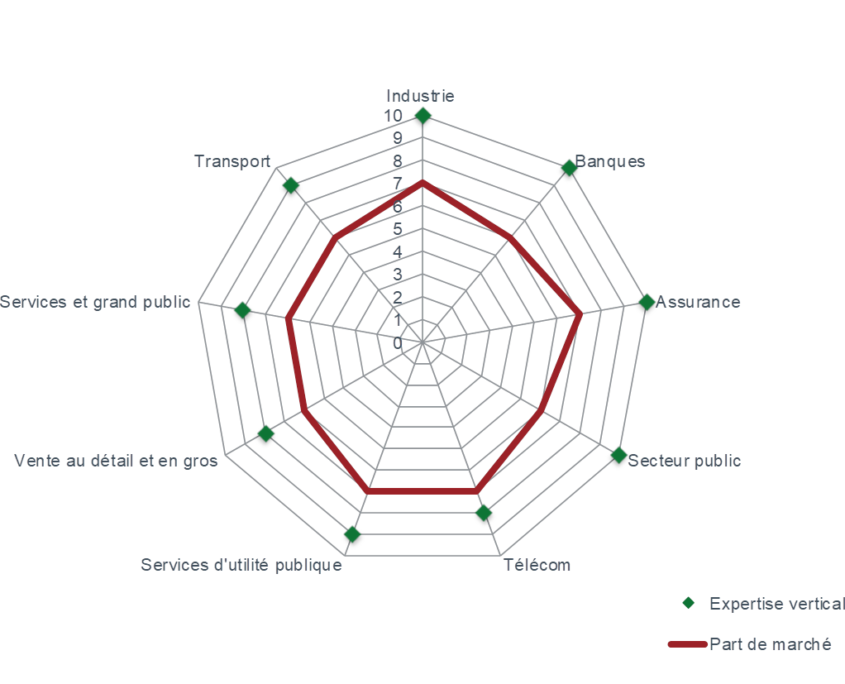 Industrie
10
9
8
7
6
5
4
3
2
1
0
Transport
Banques
Services et grand public
Assurance
Vente au détail et en gros
Secteur public
Services d'utilité publique
Télécom
Expertise vertical
Part de marché